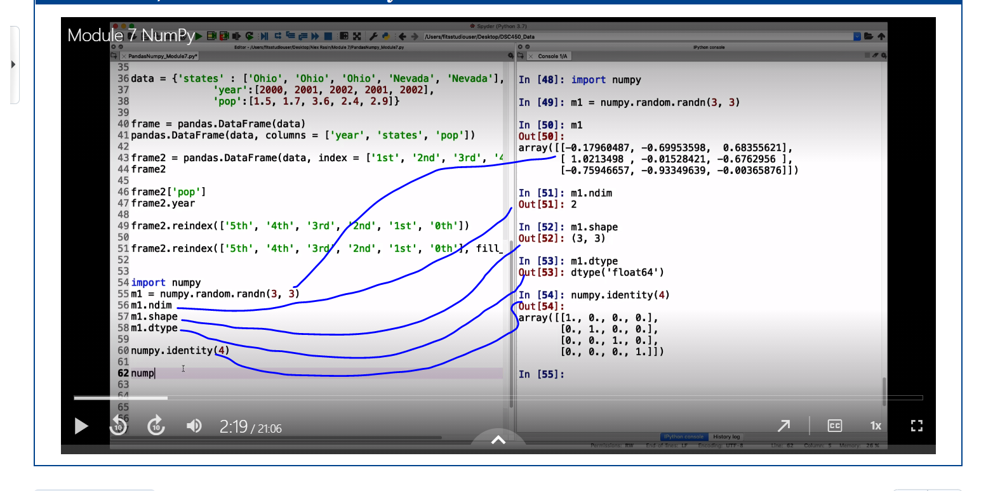 Module 7 NumPy
Spyder (Python 3.7)
/Users/fitsstudiouser/Desktop/DSC450_Data
Editor - /Users/fitsstudiouser/Desktop/Alex Rasin/Module 7/PandasNumpy_Module7.py
IPython console
PandasNumpy_Module7.py*
Console 1/A
35
36 data = {'states' : ['Ohio', 'Ohio', 'Ohio', 'Nevada', 'Nevada'],
37 'year':[2000, 2001, 2002, 2001, 2002],
38 'pop':[1.5, 1.7, 3.6, 2.4, 2.9]}
39
40 frame = pandas.DataFrame(data)
41 pandas.DataFrame(data, columns = ['year', 'states', 'pop'])
42
43 frame2 = pandas.DataFrame(data, index = ['1st', '2nd', '3rd', '4
44 frame2
45
46 frame2['pop']
47 frame2.year
48
49 frame2.reindex(['5th', '4th', '3rd', '2nd', '1st', '0th'])
50
51 frame2.reindex(['5th', '4th', '3rd', '2nd', '1st', '0th'], fill_
52
53
54 import numpy
55 m1 = numpy.random.randn(3, 3)
56 m1.ndim
57 m1.shape
58 m1.dtype
59
60 numpy.identity(4)
61
62 nump
63
64
65
66
In [48]: import numpy
In [49]: m1 = numpy.random.randn(3, 3)
In [50]: m1
Out[50]:
array([[-0.17960487, -0.69953598, 0.68355621],
[ 1.0213498 , -0.01528421, -0.6762956 ],
[-0.75946657, -0.93349639, -0.00365876]])
In [51]: m1.ndim
Out[51]: 2
In [52]: m1.shape
Out[52]: (3, 3)
In [53]: m1.dtype
Out[53]: dtype('float64')
In [54]: numpy.identity(4)
Out[54]:
array([[1., 0., 0., 0.],
[0., 1., 0., 0.],
[0., 0., 1., 0.],
[0., 0., 0., 1.]])
In [55]:
10 10 2:19 / 21:06 CC 1x
IPython console History log
Permissions: RW End-of-lines: LF Encoding: UTF-8 Line: 62 Column: 5 Memory: 26 %